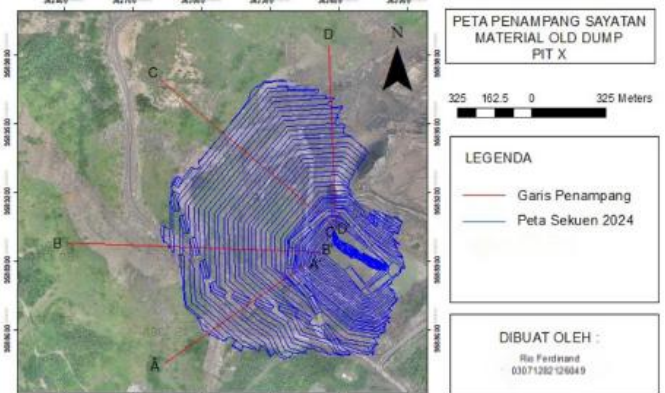 PETA PENAMPANG SAYATAN
MATERIAL OLD DUMP
PIT X
325 162.5 0 325 Meters
LEGENDA
Garis Penampang
Peta Sekuen 2024
DIBUAT OLEH :
Rio Ferdinand
03071282126049
N
D
C
B
A
C'
D'
B'
A'